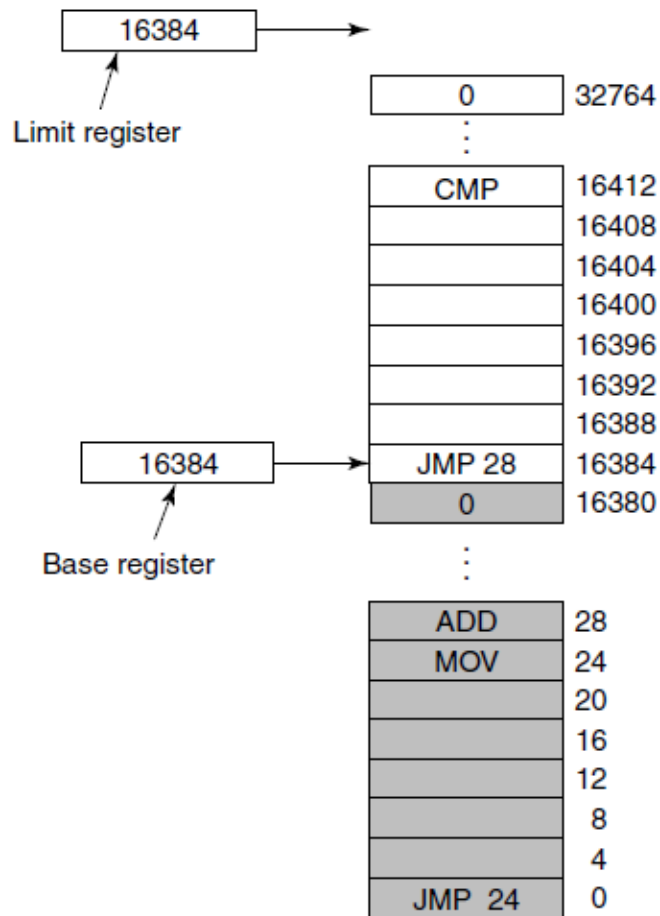 16384
Limit register
0 32764
⋮
CMP 16412
16408
16404
16400
16396
16392
16388
16384 JMP 28 16384
0 16380
Base register
⋮
ADD 28
MOV 24
20
16
12
8
4
JMP 24 0